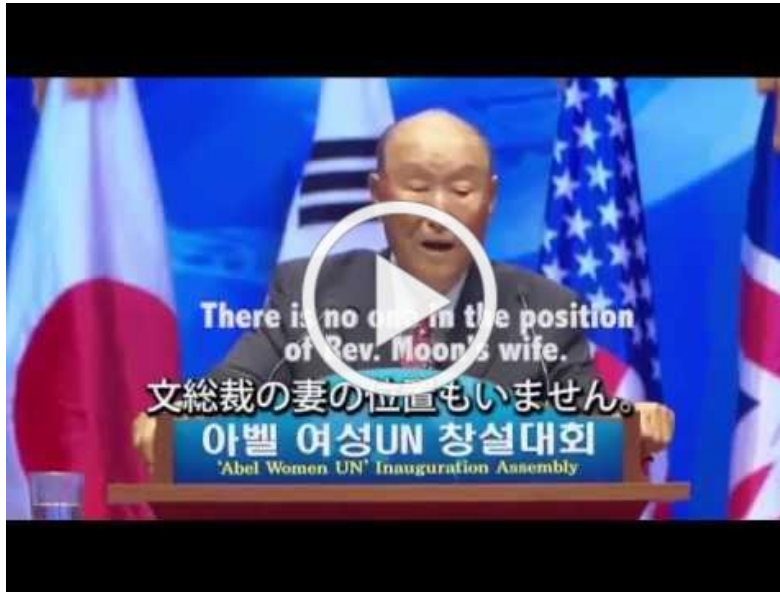 There is no one in the position
of Rev. Moon's wife.
文総裁の妻の位置もいません。
아벨 여성UN 창설대회
'Abel Women UN' Inauguration Assembly